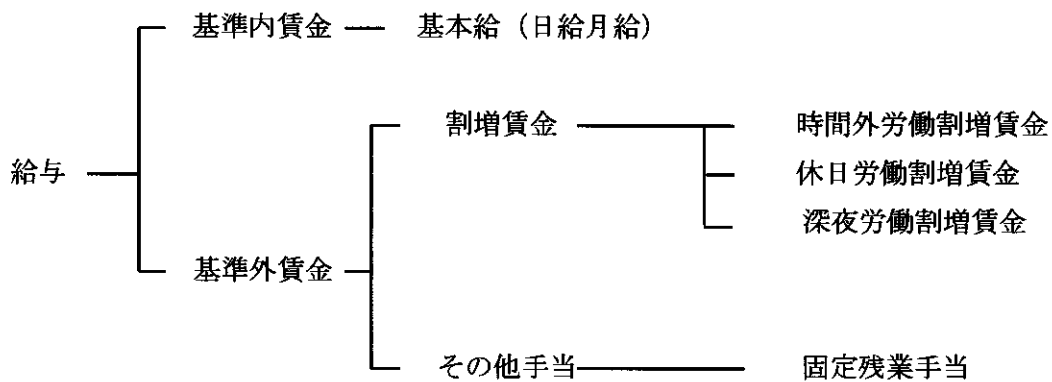 基準内賃金 基本給（日給月給）
割増賃金 時間外労働割増賃金
給与 休日労働割増賃金
深夜労働割増賃金
基準外賃金
その他手当 固定残業手当